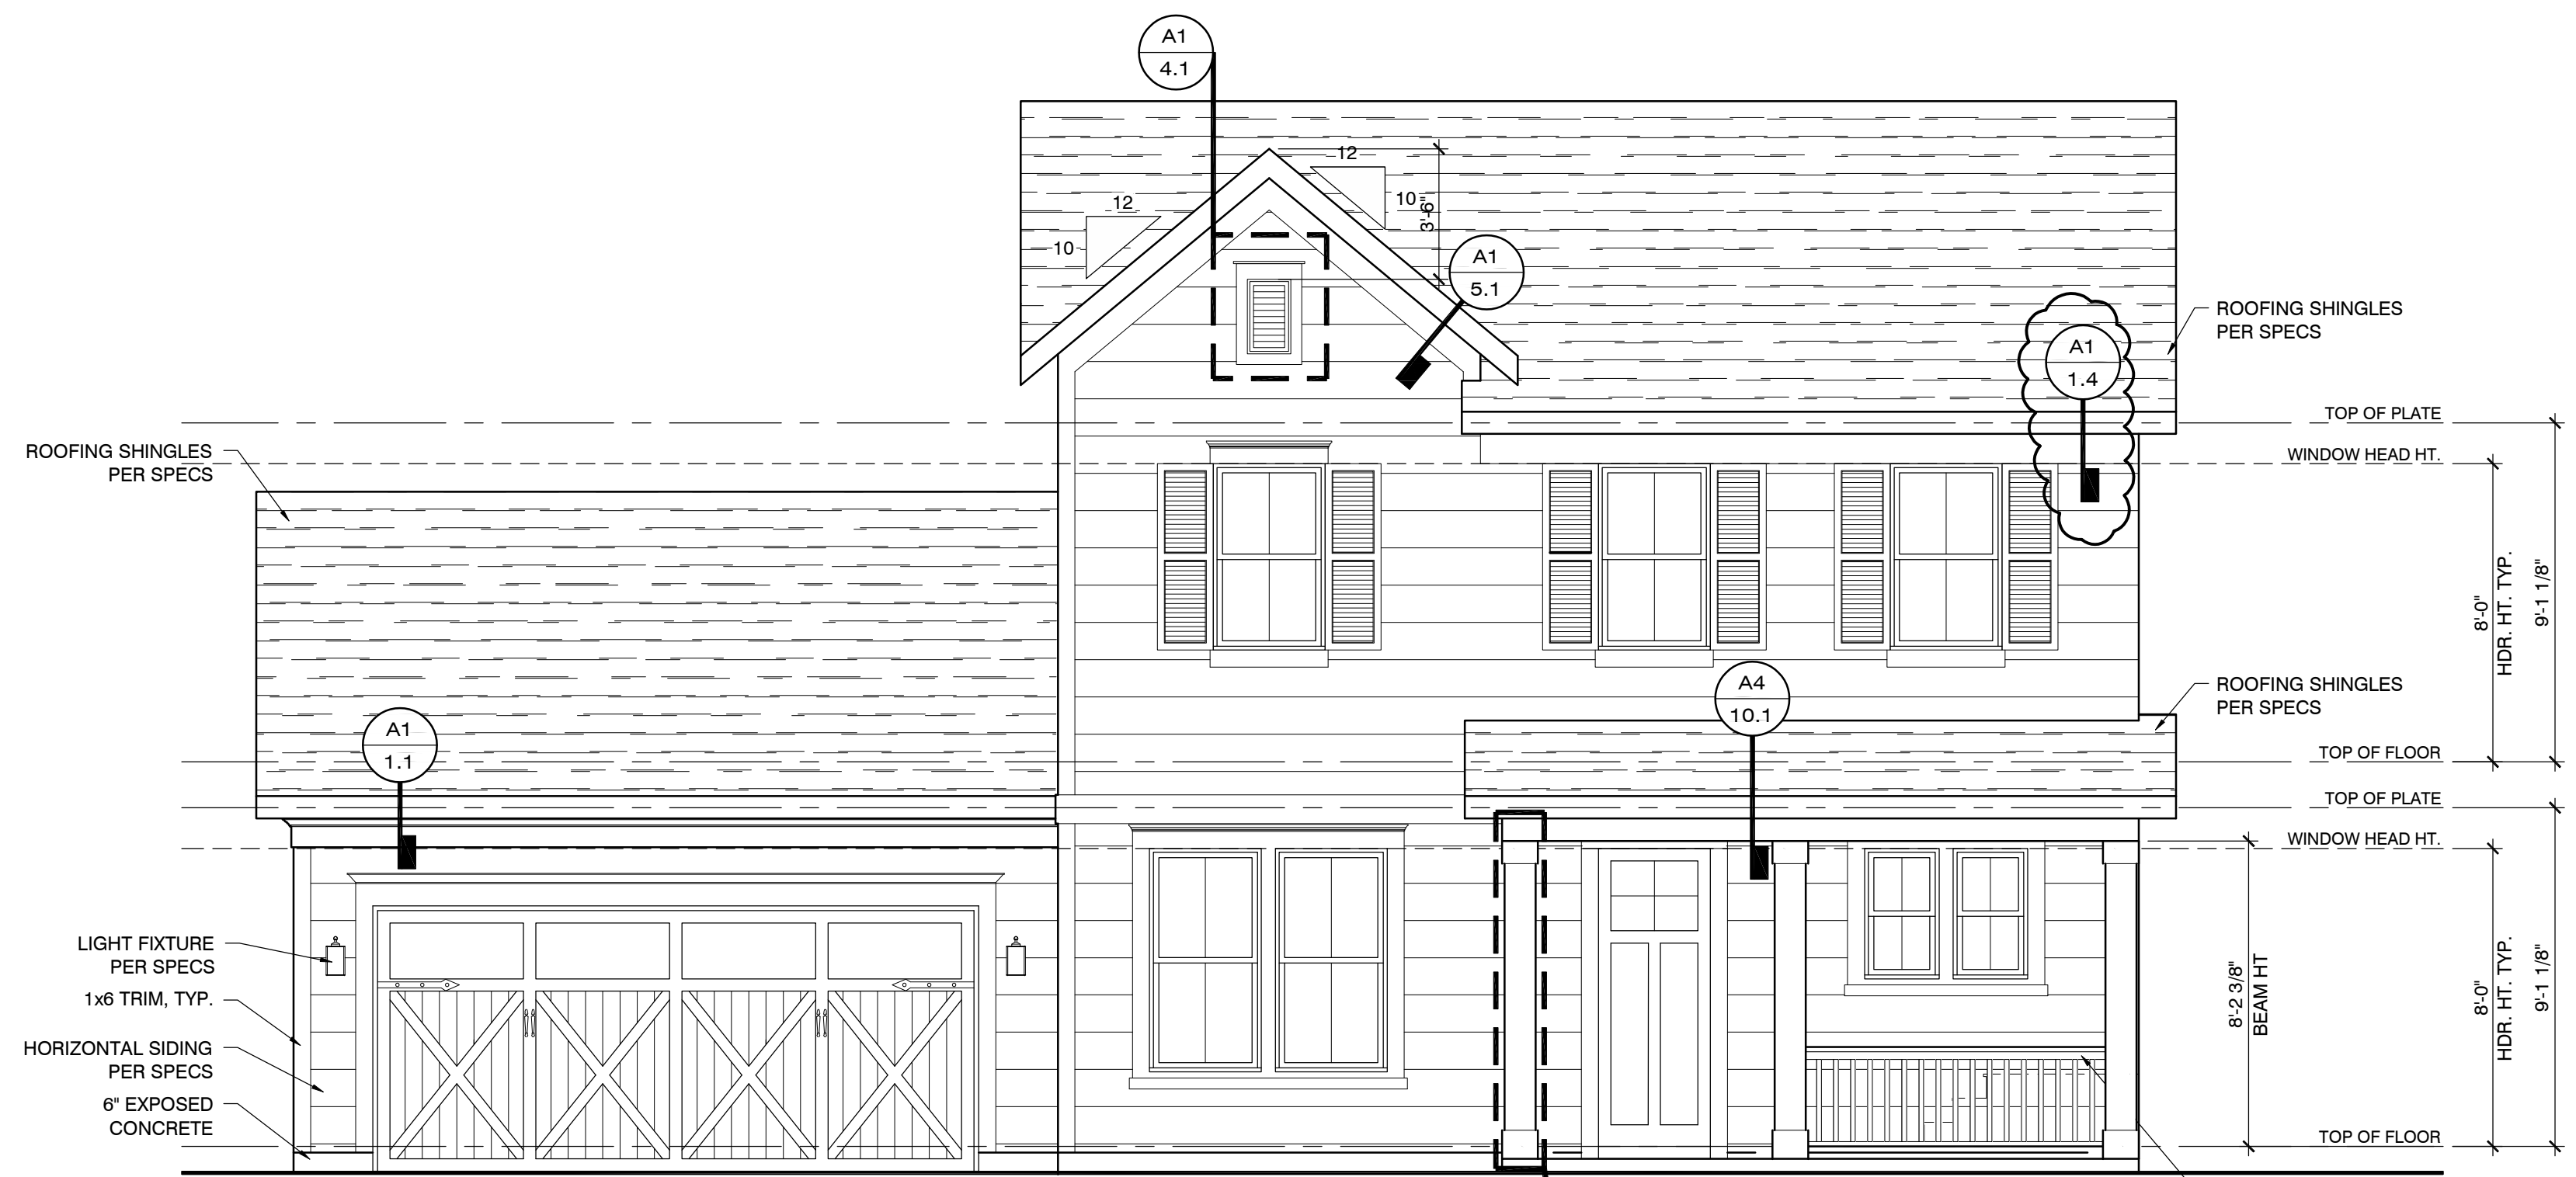 A1
4.1
12
10
3'-6"
12
10
A1
5.1
ROOFING SHINGLES
PER SPECS
A1
1.4
TOP OF PLATE
ROOFING SHINGLES
PER SPECS
WINDOW HEAD HT.
8'-0"
HDR. HT. TYP.
9'-1 1/8"
ROOFING SHINGLES
PER SPECS
A4
10.1
A1
1.1
TOP OF FLOOR
TOP OF PLATE
WINDOW HEAD HT.
LIGHT FIXTURE
PER SPECS
1x6 TRIM, TYP.
8'-2 3/8"
BEAM HT
8'-0"
HDR. HT. TYP.
9'-1 1/8"
HORIZONTAL SIDING
PER SPECS
6" EXPOSED
CONCRETE
TOP OF FLOOR